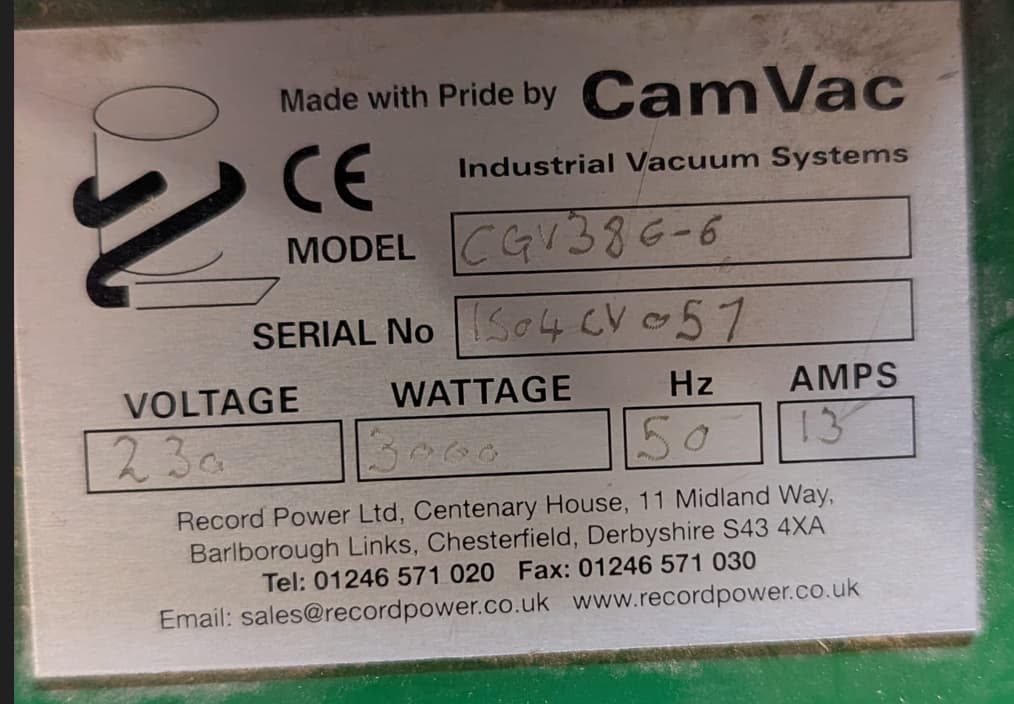 Made with Pride by CamVac
CE
Industrial Vacuum Systems
MODEL CGV386-6
SERIAL No 1504CV057
VOLTAGE WATTAGE Hz AMPS
230 3000 50 13
Record Power Ltd, Centenary House, 11 Midland Way,
Barlborough Links, Chesterfield, Derbyshire S43 4XA
Tel: 01246 571 020 Fax: 01246 571 030
Email: sales@recordpower.co.uk www.recordpower.co.uk